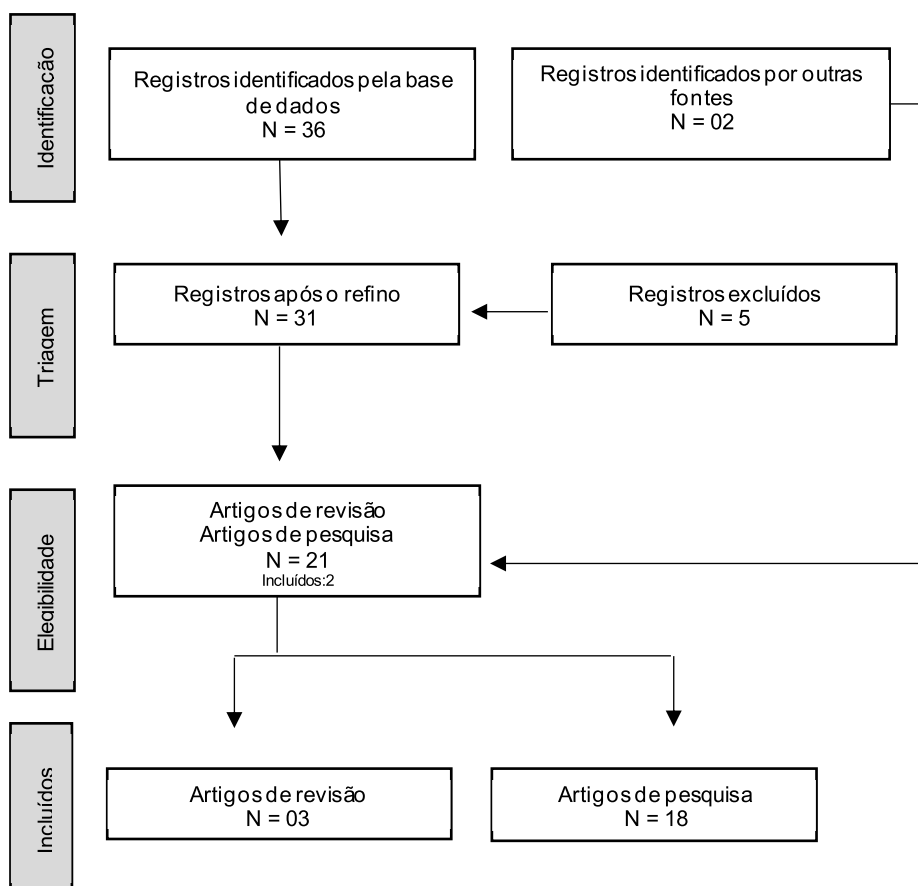 Identificação
Registros identificados pela base
de dados
N = 36
Registros identificados por outras
fontes
N = 02
Triagem
Registros após o refino
N = 31
Registros excluídos
N = 5
Elegibilidade
Artigos de revisão
Artigos de pesquisa
N = 21
Incluídos:2
Incluídos
Artigos de revisão
N = 03
Artigos de pesquisa
N = 18